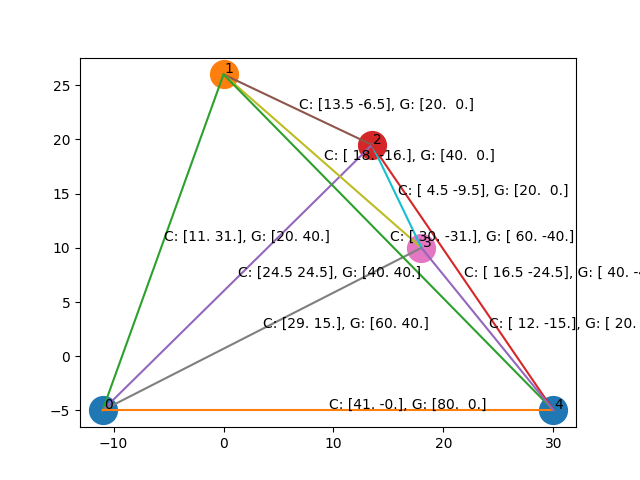 25
20
15
10
5
0
−5
−10
0
10
20
30
1
C: [13.5 -6.5], G: [20. 0.]
2
C: [ 18. -16.], G: [40. 0.]
C: [ 4.5 -9.5], G: [20. 0.]
C: [11. 31.], G: [20. 40.]
C: [ 30. -31.], G: [ 60. -40.]
3
C: [24.5 24.5], G: [40. 40.]
C: [ 16.5 -24.5], G: [ 40.
C: [29. 15.], G: [60. 40.]
C: [ 12. -15.], G: [ 20.
0
C: [41. -0.], G: [80. 0.]
4